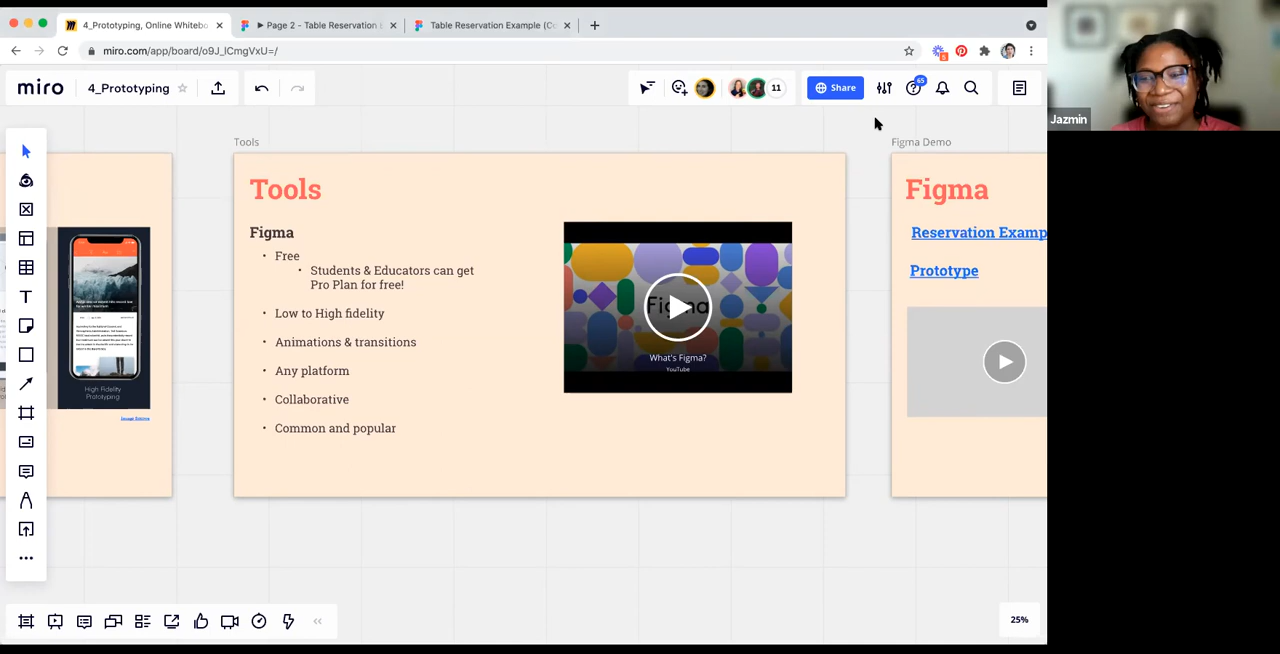 4_Prototyping, Online Whitebo
Page 2 - Table Reservation E
Table Reservation Example (Co
miro.com/app/board/o9J_lCmgVxU=/
6
miro
4_Prototyping
11
Share
65
Jazmin
Tools
Figma Demo
Tools
Figma
Free
Students & Educators can get
Pro Plan for free!
Low to High fidelity
Animations & transitions
Any platform
Collaborative
Common and popular
Figma
What's Figma?
YouTube
Figma
Reservation Examp
Prototype
High Fidelity
Prototyping
25%